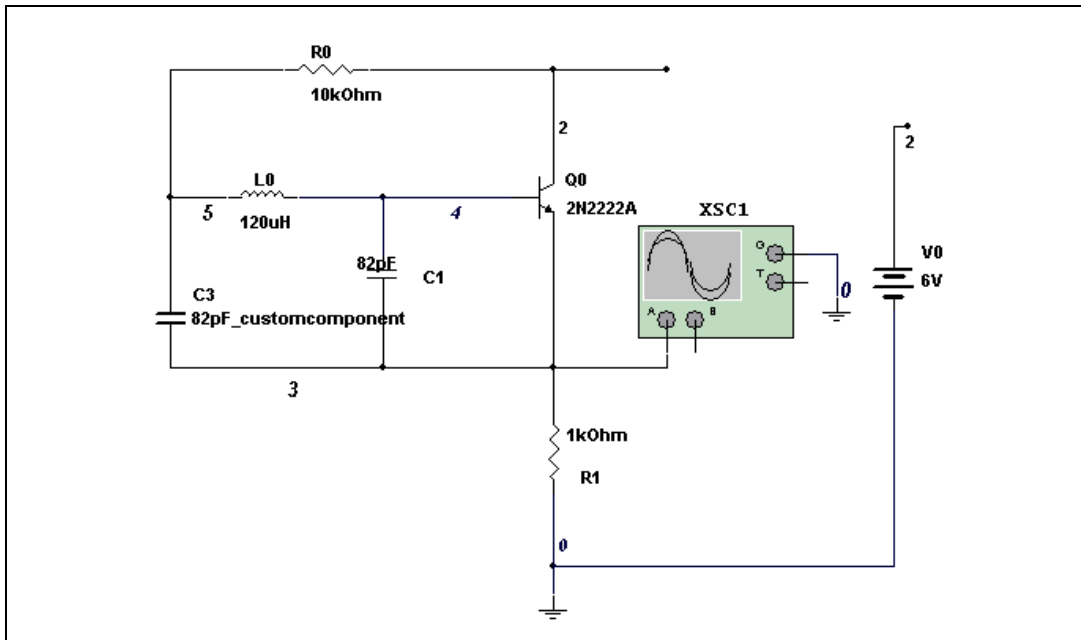 R0
10kOhm
2
2
L0
Q0
5
4
2N2222A
120uH
XSC1
G
V0
82pF
C1
T
6V
0
C3
82pF_customcomponent
A
B
3
1kOhm
R1
0